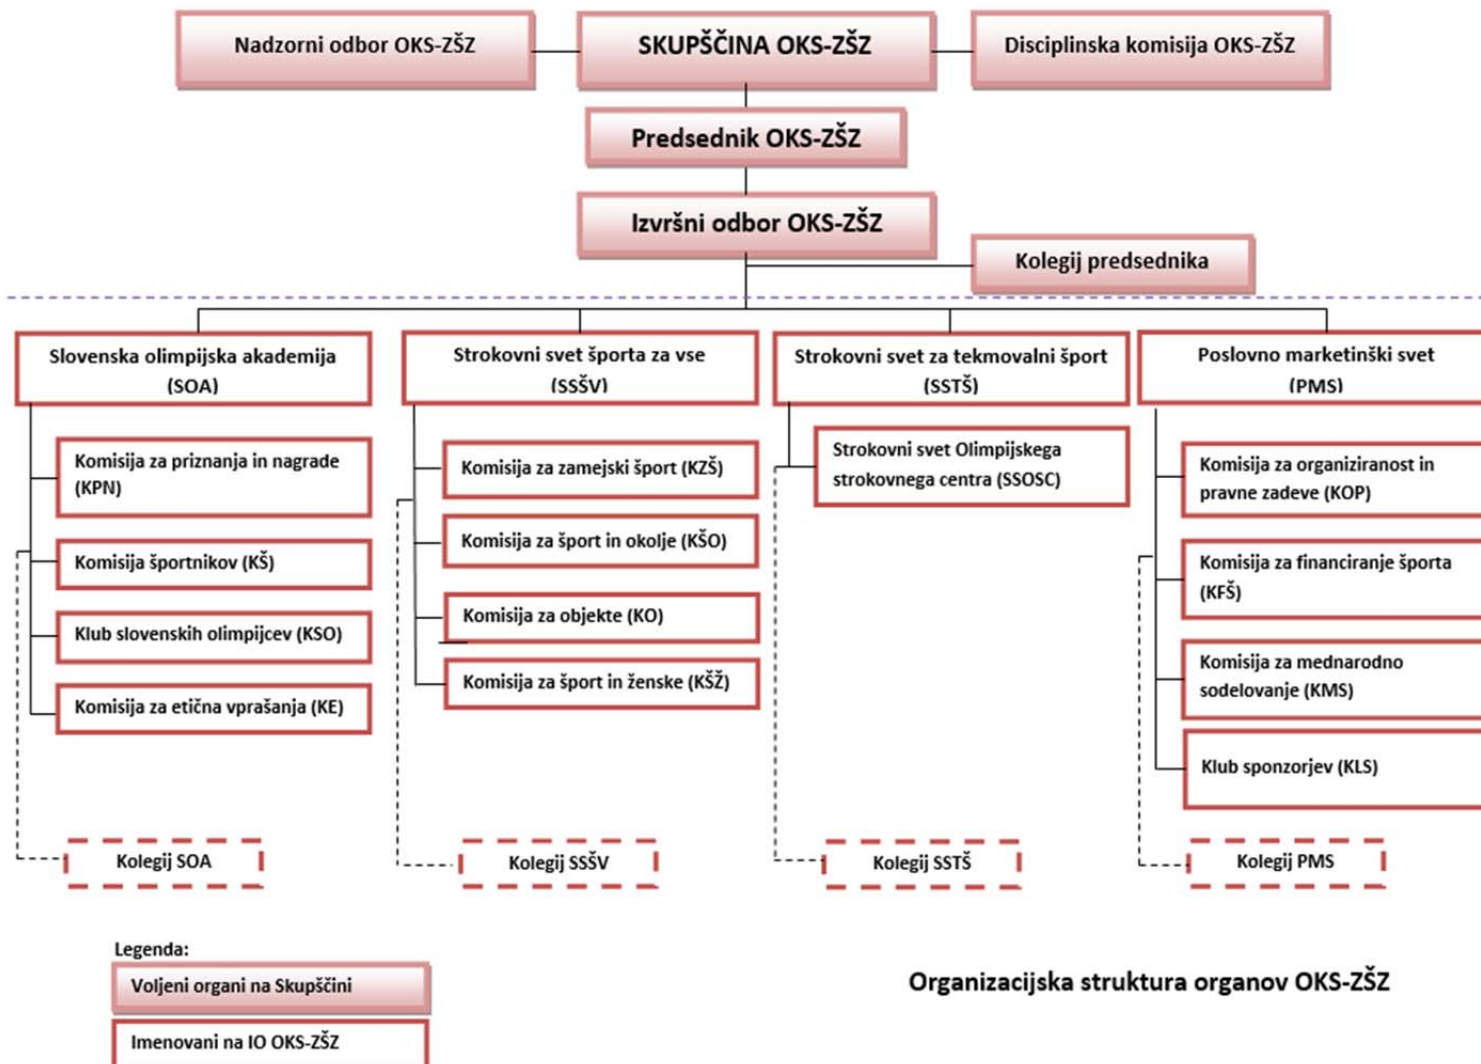 Nadzorni odbor OKS-ZŠZ
SKUPŠČINA OKS-ZŠZ
Disciplinska komisija OKS-ZŠZ
Predsednik OKS-ZŠZ
Izvršni odbor OKS-ZŠZ
Kolegij predsednika
Slovenska olimpijska akademija
(SOA)
Strokovni svet športa za vse
(SSŠV)
Strokovni svet za tekmovalni šport
(SSTŠ)
Poslovno marketinški svet
(PMS)
Komisija za priznanja in nagrade
(KPN)
Komisija športnikov (KŠ)
Klub slovenskih olimpijcev (KSO)
Komisija za etična vprašanja (KE)
Komisija za zamejski šport (KZŠ)
Komisija za šport in okolje (KŠO)
Komisija za objekte (KO)
Komisija za šport in ženske (KŠŽ)
Strokovni svet Olimpijskega
strokovnega centra (SSOSC)
Komisija za organiziranost in
pravne zadeve (KOP)
Komisija za financiranje športa
(KFŠ)
Komisija za mednarodno
sodelovanje (KMS)
Klub sponzorjev (KLS)
Kolegij SOA
Kolegij SSŠV
Kolegij SSTŠ
Kolegij PMS
Legenda:
Voljeni organi na Skupščini
Imenovani na IO OKS-ZŠZ
Organizacijska struktura organov OKS-ZŠZ